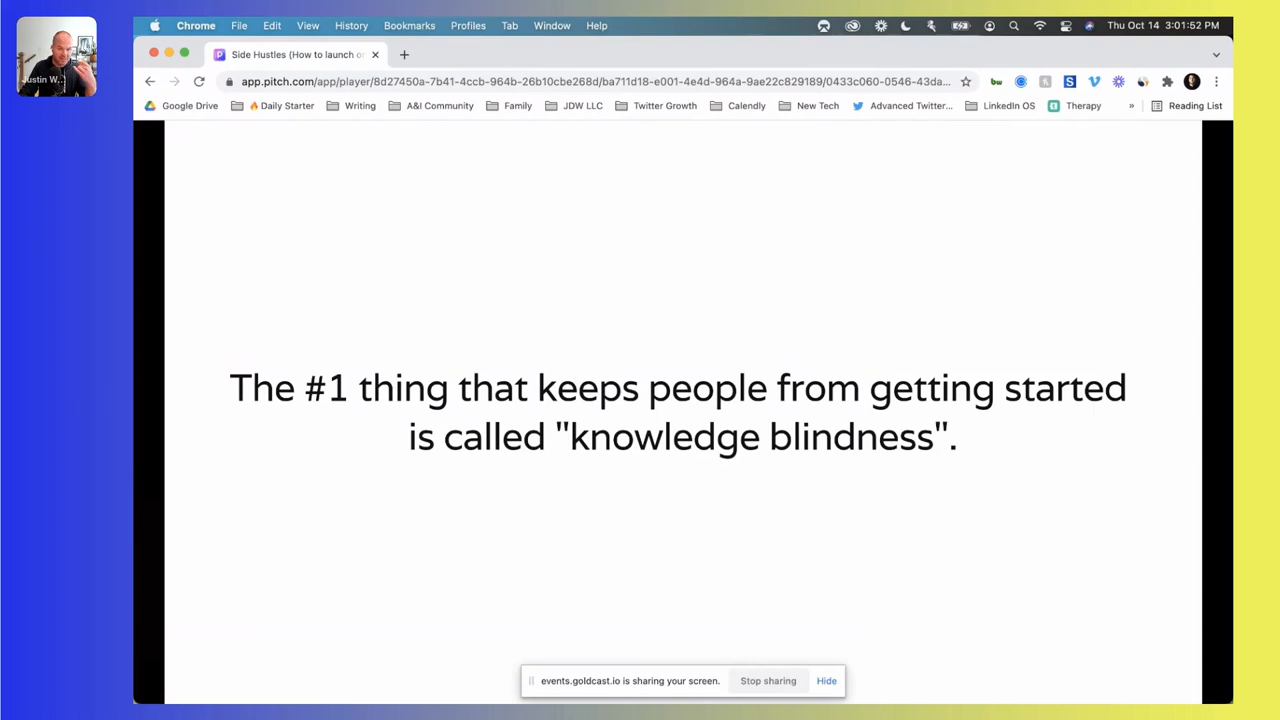 Chrome File Edit View History Bookmarks Profiles Tab Window Help Thu Oct 14 3:01:52 PM
Side Hustles (How to launch or
app.pitch.com/app/player/8d27450a-7b41-4ccb-964b-26b10cbe268d/ba711d18-e001-4e4d-964a-9ae22c829189/0433c060-0546-43da...
Google Drive 🔥Daily Starter Writing A&I Community Family JDW LLC Twitter Growth Calendly New Tech Advanced Twitter... LinkedIn OS Therapy » Reading List
Justin W...
The #1 thing that keeps people from getting started
is called "knowledge blindness".
events.goldcast.io is sharing your screen. Stop sharing Hide